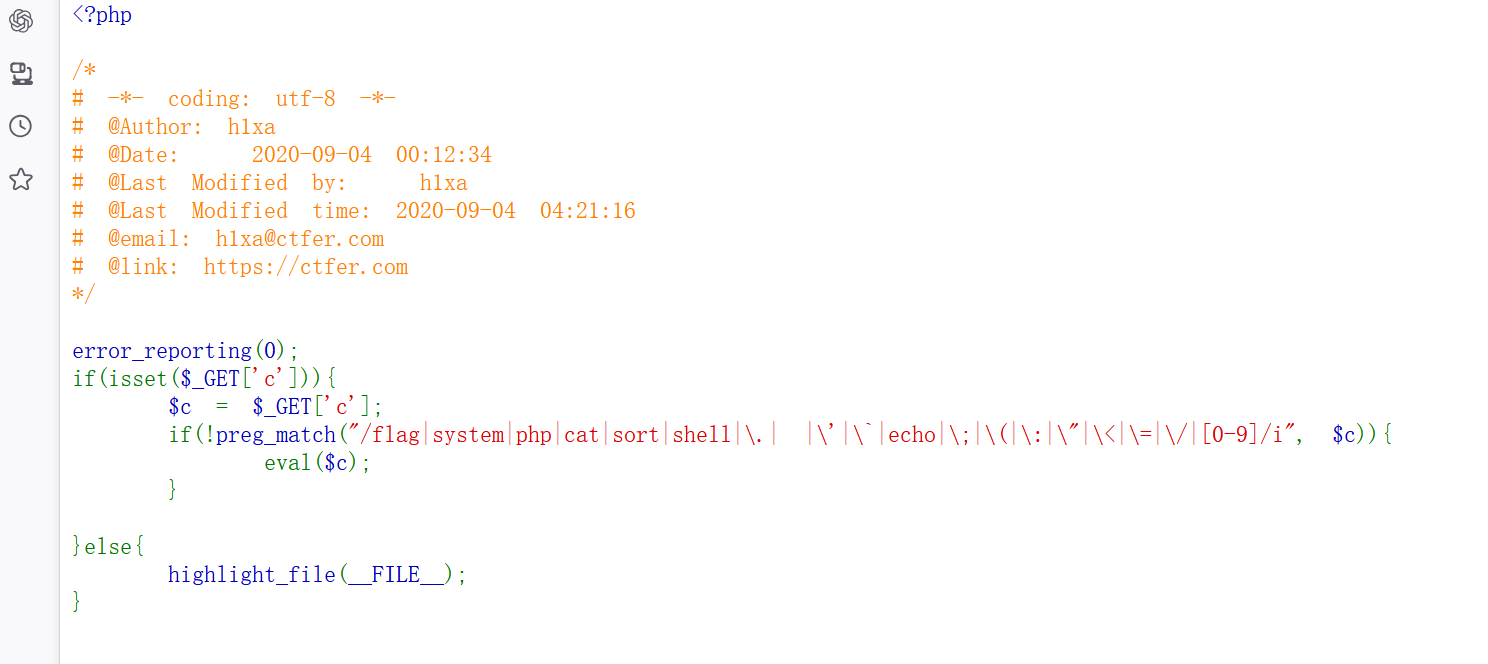 <?php
/*
# -*- coding: utf-8 -*-
# @Author: h1xa
# @Date:   2020-09-04 00:12:34
# @Last Modified by:   h1xa
# @Last Modified time: 2020-09-04 04:21:16
# @email: h1xa@ctfer.com
# @link: https://ctfer.com
*/
error_reporting(0);
if(isset($_GET['c'])){
    $c = $_GET['c'];
    if(!preg_match("/flag|system|php|cat|sort|shell|\.| |\'|\`|echo|\;|\(|\:|\"|\<|\=|\/|[0-9]/i", $c)){
        eval($c);
    }
}else{
    highlight_file(__FILE__);
}